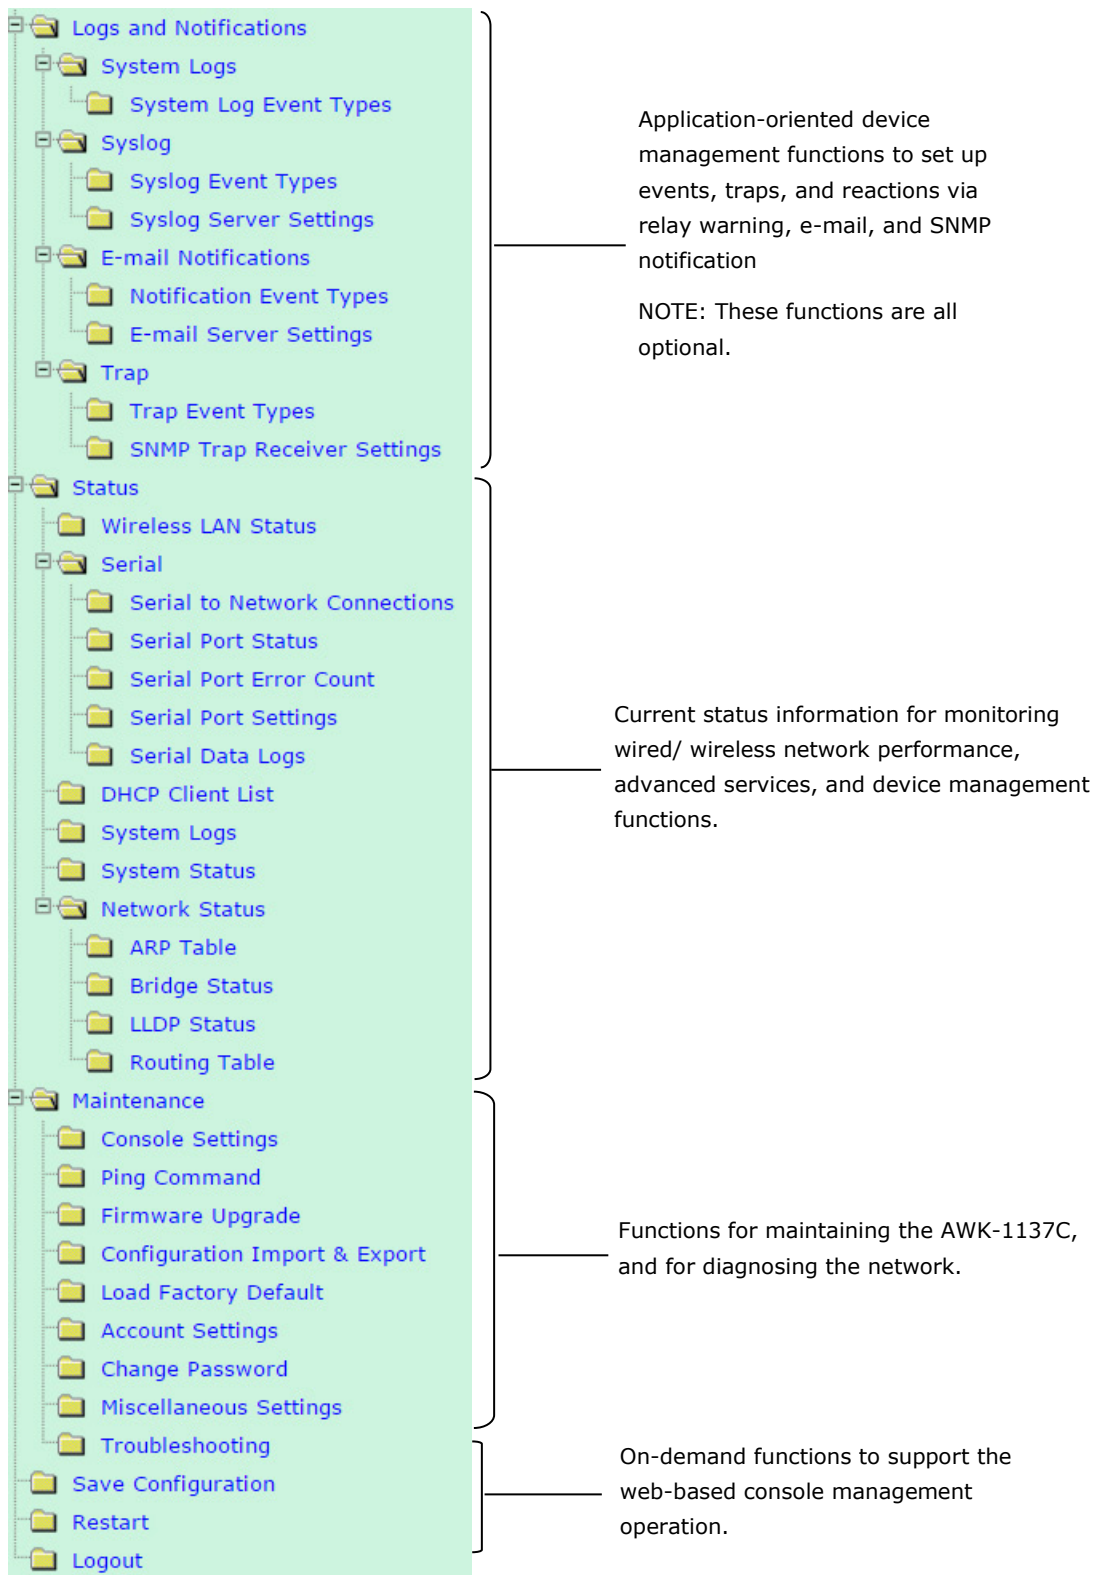 Logs and Notifications
System Logs
System Log Event Types
Syslog
Syslog Event Types
Syslog Server Settings
E-mail Notifications
Notification Event Types
E-mail Server Settings
Trap
Trap Event Types
SNMP Trap Receiver Settings
Application-oriented device
management functions to set up
events, traps, and reactions via
relay warning, e-mail, and SNMP
notification
NOTE: These functions are all
optional.
Status
Wireless LAN Status
Serial
Serial to Network Connections
Serial Port Status
Serial Port Error Count
Serial Port Settings
Serial Data Logs
DHCP Client List
System Logs
System Status
Network Status
ARP Table
Bridge Status
LLDP Status
Routing Table
Current status information for monitoring
wired/ wireless network performance,
advanced services, and device management
functions.
Maintenance
Console Settings
Ping Command
Firmware Upgrade
Configuration Import & Export
Load Factory Default
Account Settings
Change Password
Miscellaneous Settings
Troubleshooting
Functions for maintaining the AWK-1137C,
and for diagnosing the network.
Save Configuration
Restart
Logout
On-demand functions to support the
web-based console management
operation.